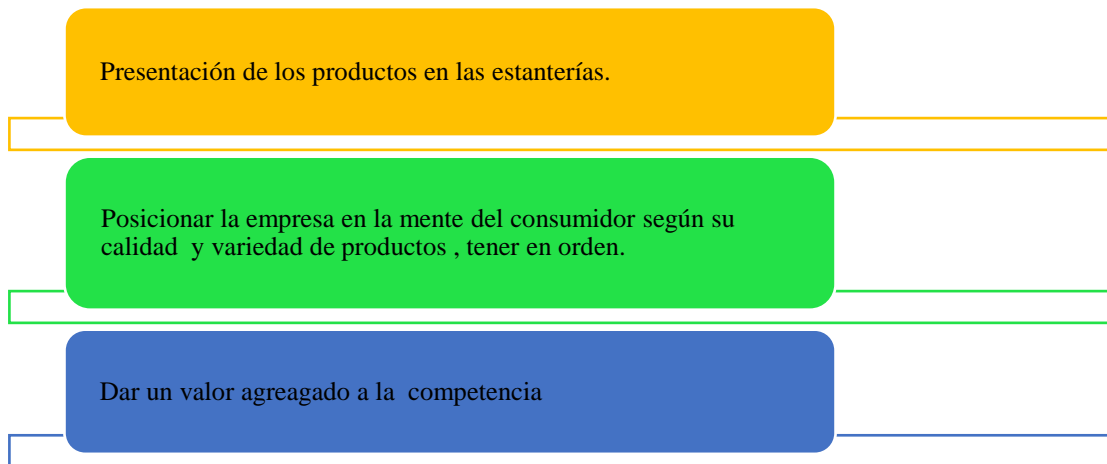 Presentación de los productos en las estanterías.
Posicionar la empresa en la mente del consumidor según su
calidad  y variedad de productos , tener en orden.
Dar un valor agreagado a la  competencia